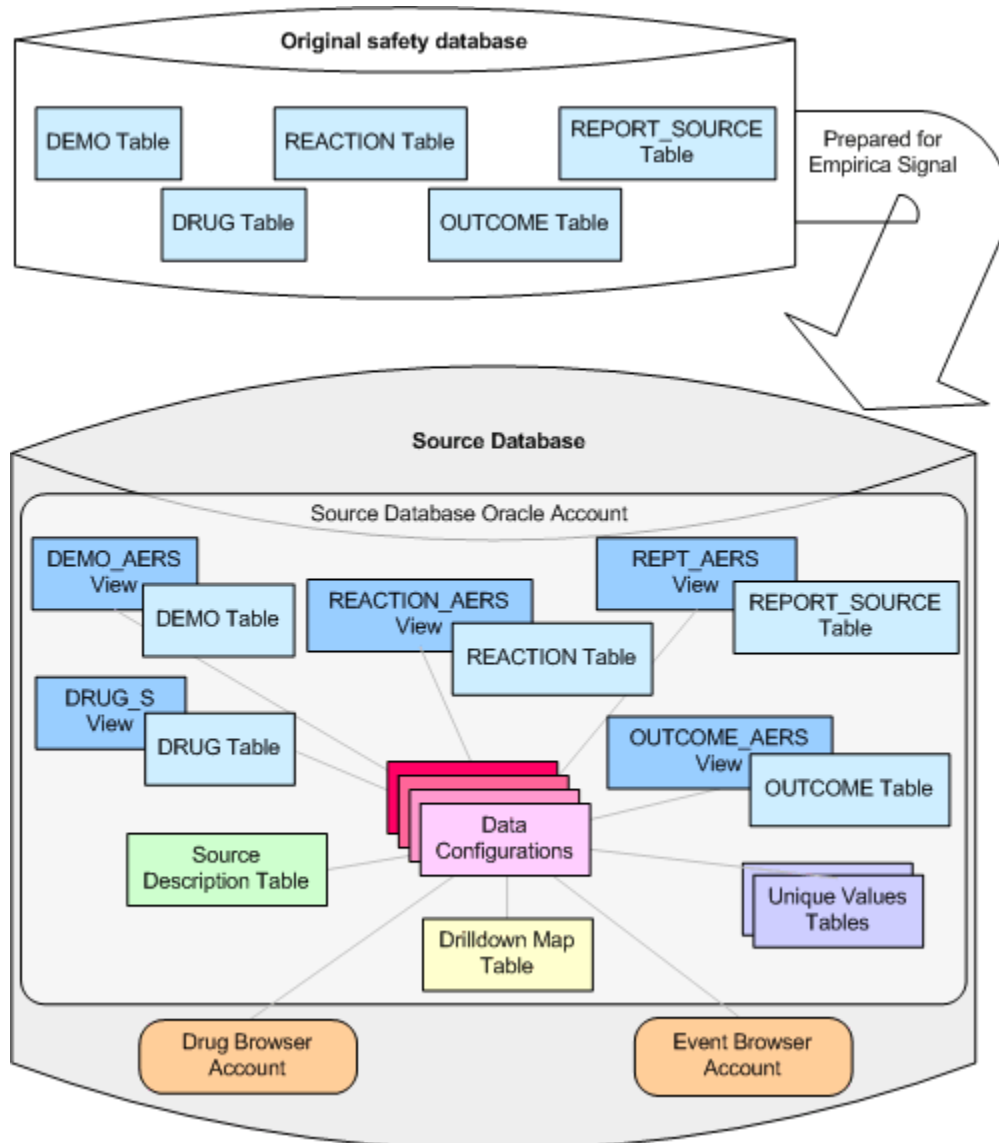 Original safety database
DEMO Table
REACTION Table
REPORT_SOURCE
Table
DRUG Table
OUTCOME Table
Prepared for
Empirica Signal
Source Database
Source Database Oracle Account
DEMO_AERS
View
DEMO Table
REACTION_AERS
View
REACTION Table
REPT_AERS
View
REPORT_SOURCE
Table
DRUG_S
View
DRUG Table
OUTCOME_AERS
View
OUTCOME Table
Data
Configurations
Source
Description Table
Unique Values
Tables
Drilldown Map
Table
Drug Browser
Account
Event Browser
Account